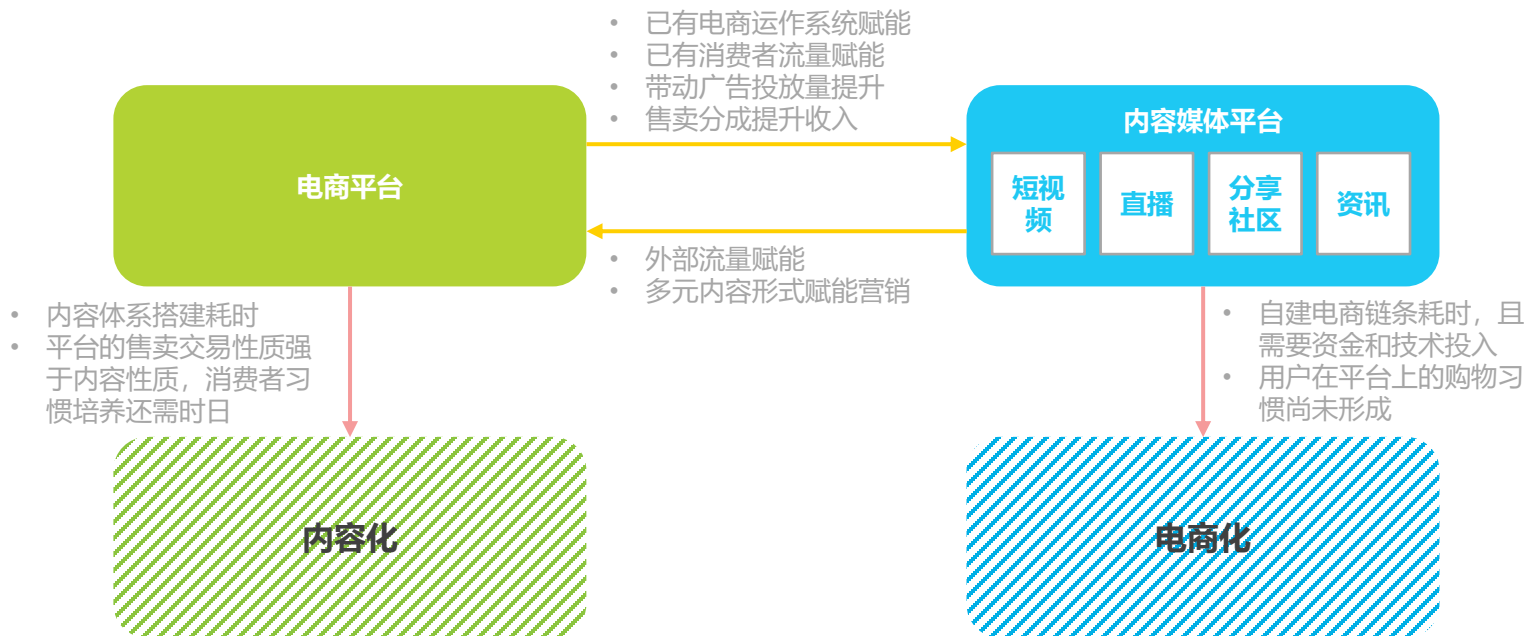 • 已有电商运作系统赋能
• 已有消费者流量赋能
• 带动广告投放量提升
• 售卖分成提升收入
电商平台
内容媒体平台
短视
频
直播
分享
社区
资讯
• 外部流量赋能
• 多元内容形式赋能营销
• 内容体系搭建耗时
• 平台的售卖交易性质强
于内容性质，消费者习
惯培养还需时日
• 自建电商链条耗时，且
需要资金和技术投入
• 用户在平台上的购物习
惯尚未形成
内容化
电商化